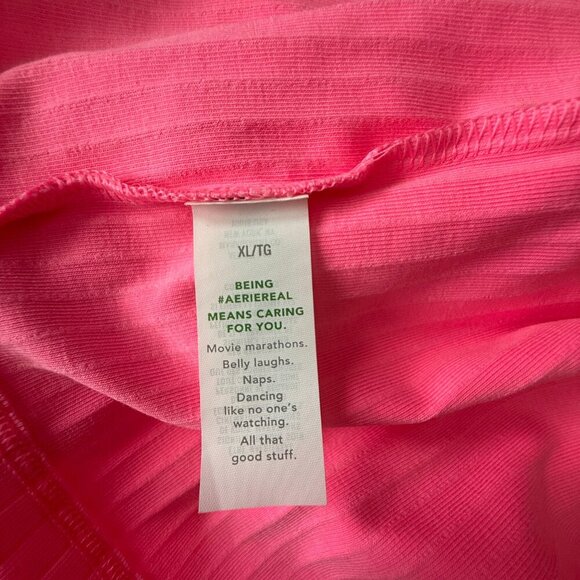 XL/TG
BEING
#AERIEREAL
MEANS CARING
FOR YOU.
Movie marathons.
Belly laughs.
Naps.
Dancing
like no one's
watching.
All that
good stuff.